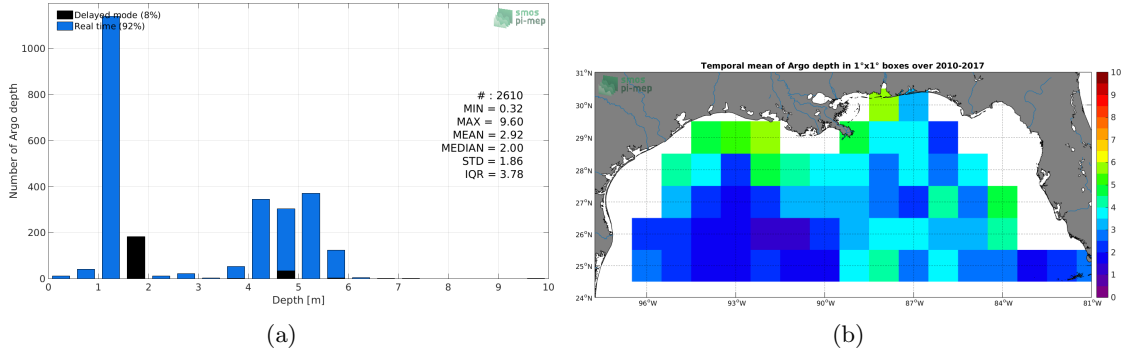 Delayed mode (8%)
Real time (92%)
smos
pi-mep
# : 2610
MIN = 0.32
MAX = 9.60
MEAN = 2.92
MEDIAN = 2.00
STD = 1.86
IQR = 3.78
Number of Argo depth
1000
800
600
400
200
0
0 1 2 3 4 5 6 7 8 9 10
Depth [m]
(a)
Temporal mean of Argo depth in 1°x1° boxes over 2010-2017
smos
pi-mep
31°N
30°N
29°N
28°N
27°N
26°N
25°N
24°N
96°W 93°W 90°W 87°W 84°W 81°W
10
9
8
7
6
5
4
3
2
1
0
(b)